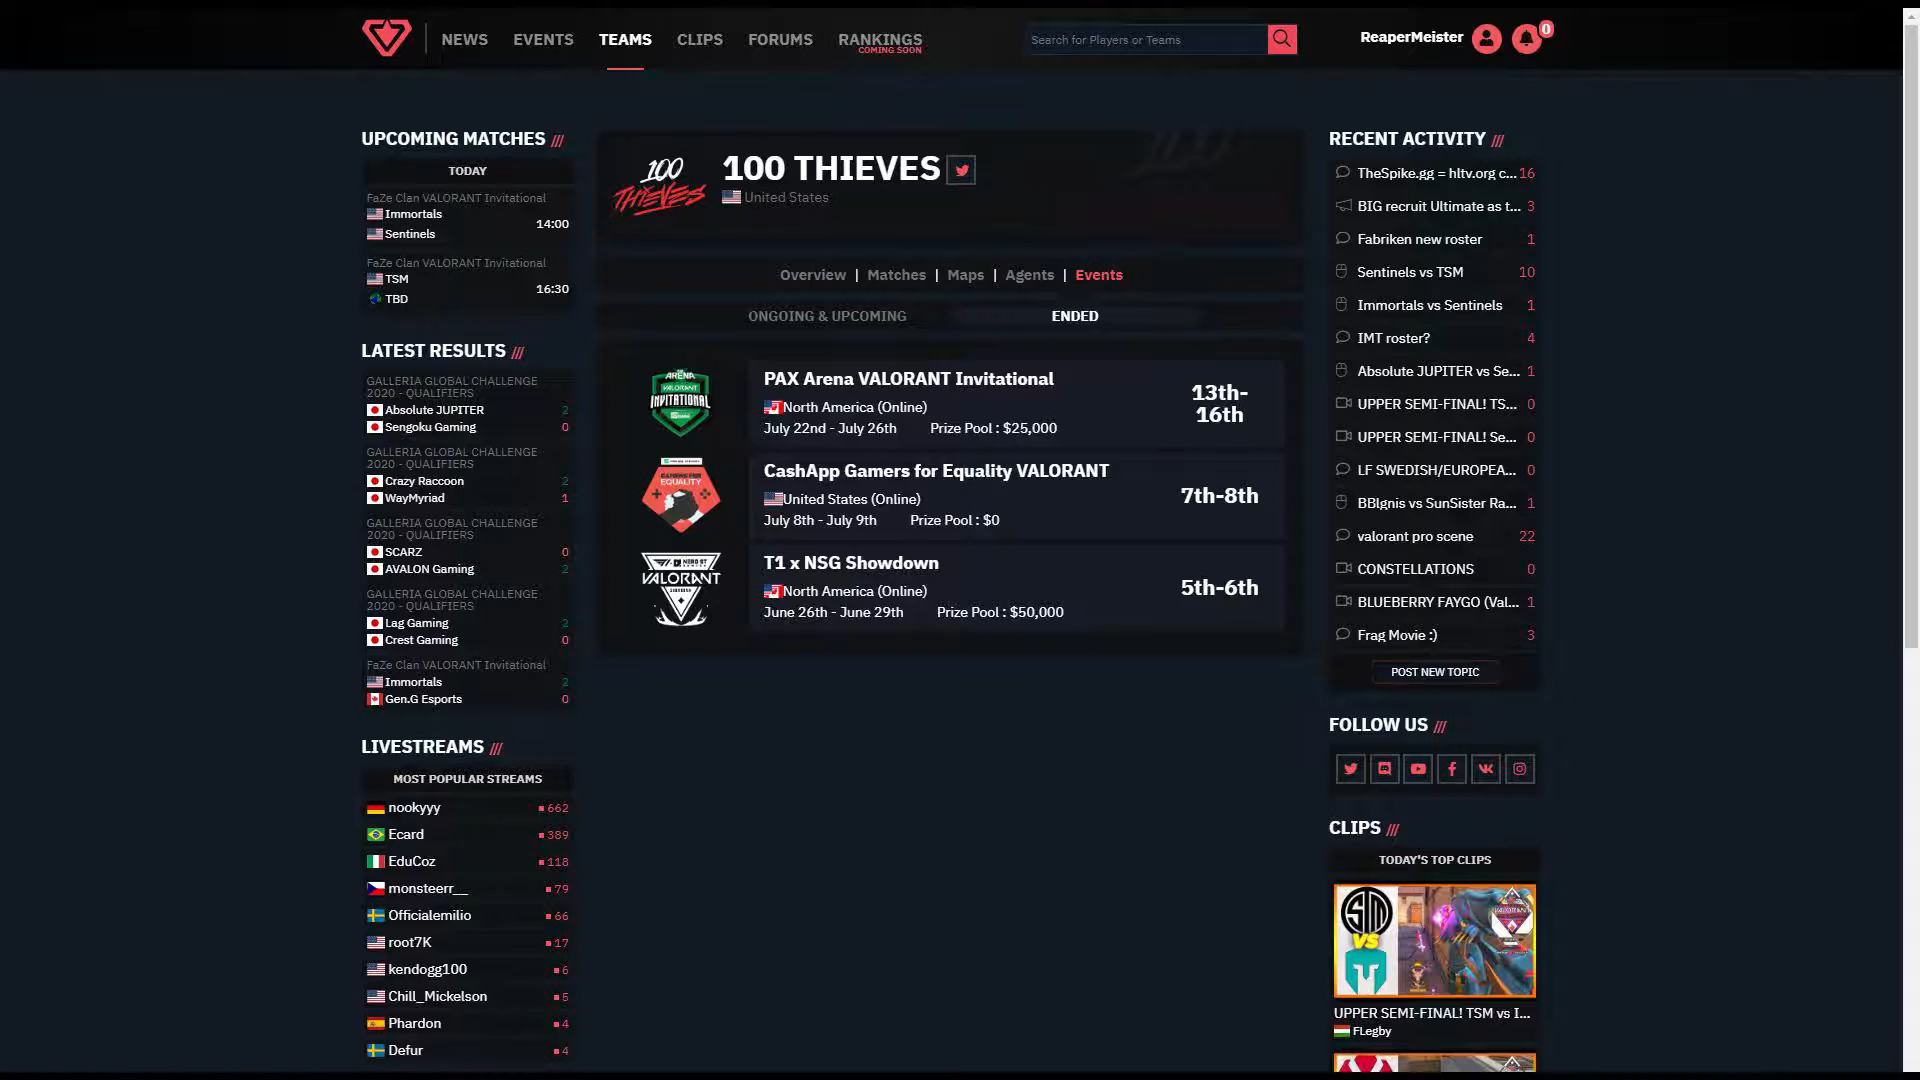 NEWS
EVENTS
TEAMS
CLIPS
FORUMS
RANKINGS
COMING SOON
Search for Players or Teams
ReaperMeister
0
UPCOMING MATCHES ///
TODAY
FaZe Clan VALORANT Invitational
Immortals
14:00
Sentinels
FaZe Clan VALORANT Invitational
TSM
16:30
TBD
LATEST RESULTS ///
GALLERIA GLOBAL CHALLENGE
2020 - QUALIFIERS
Absolute JUPITER 2
Sengoku Gaming 0
GALLERIA GLOBAL CHALLENGE
2020 - QUALIFIERS
Crazy Raccoon 2
WayMyriad 1
GALLERIA GLOBAL CHALLENGE
2020 - QUALIFIERS
SCARZ 0
AVALON Gaming 2
GALLERIA GLOBAL CHALLENGE
2020 - QUALIFIERS
Lag Gaming 2
Crest Gaming 0
FaZe Clan VALORANT Invitational
Immortals 2
Gen.G Esports 0
LIVESTREAMS ///
MOST POPULAR STREAMS
nookyyy 662
Ecard 389
EduCoz 118
monsteerr__ 79
Officialemilio 66
root7K 17
kendogg100 6
Chill_Mickelson 5
Phardon 4
Defur 4
100
THIEVES
100 THIEVES
United States
100
Overview | Matches | Maps | Agents | Events
ONGOING & UPCOMING
ENDED
ARENA
VALORANT
INVITATIONAL
PAX Arena VALORANT Invitational
North America (Online)
July 22nd - July 26th Prize Pool : $25,000
13th-
16th
EQUALITY
CashApp Gamers for Equality VALORANT
United States (Online)
July 8th - July 9th Prize Pool : $0
7th-8th
VALORANT
T1 x NSG Showdown
North America (Online)
June 26th - June 29th Prize Pool : $50,000
5th-6th
RECENT ACTIVITY ///
TheSpike.gg = hltv.org c... 16
BIG recruit Ultimate as t... 3
Fabriken new roster 1
Sentinels vs TSM 10
Immortals vs Sentinels 1
IMT roster? 4
Absolute JUPITER vs Se... 1
UPPER SEMI-FINAL! TS... 0
UPPER SEMI-FINAL! Se... 0
LF SWEDISH/EUROPEA... 0
BBIgnis vs SunSister Ra... 1
valorant pro scene 22
CONSTELLATIONS 0
BLUEBERRY FAYGO (Val... 1
Frag Movie :) 3
POST NEW TOPIC
FOLLOW US ///
CLIPS ///
TODAY'S TOP CLIPS
VS
VALORANT
UPPER SEMI-FINAL! TSM vs I...
FLegby